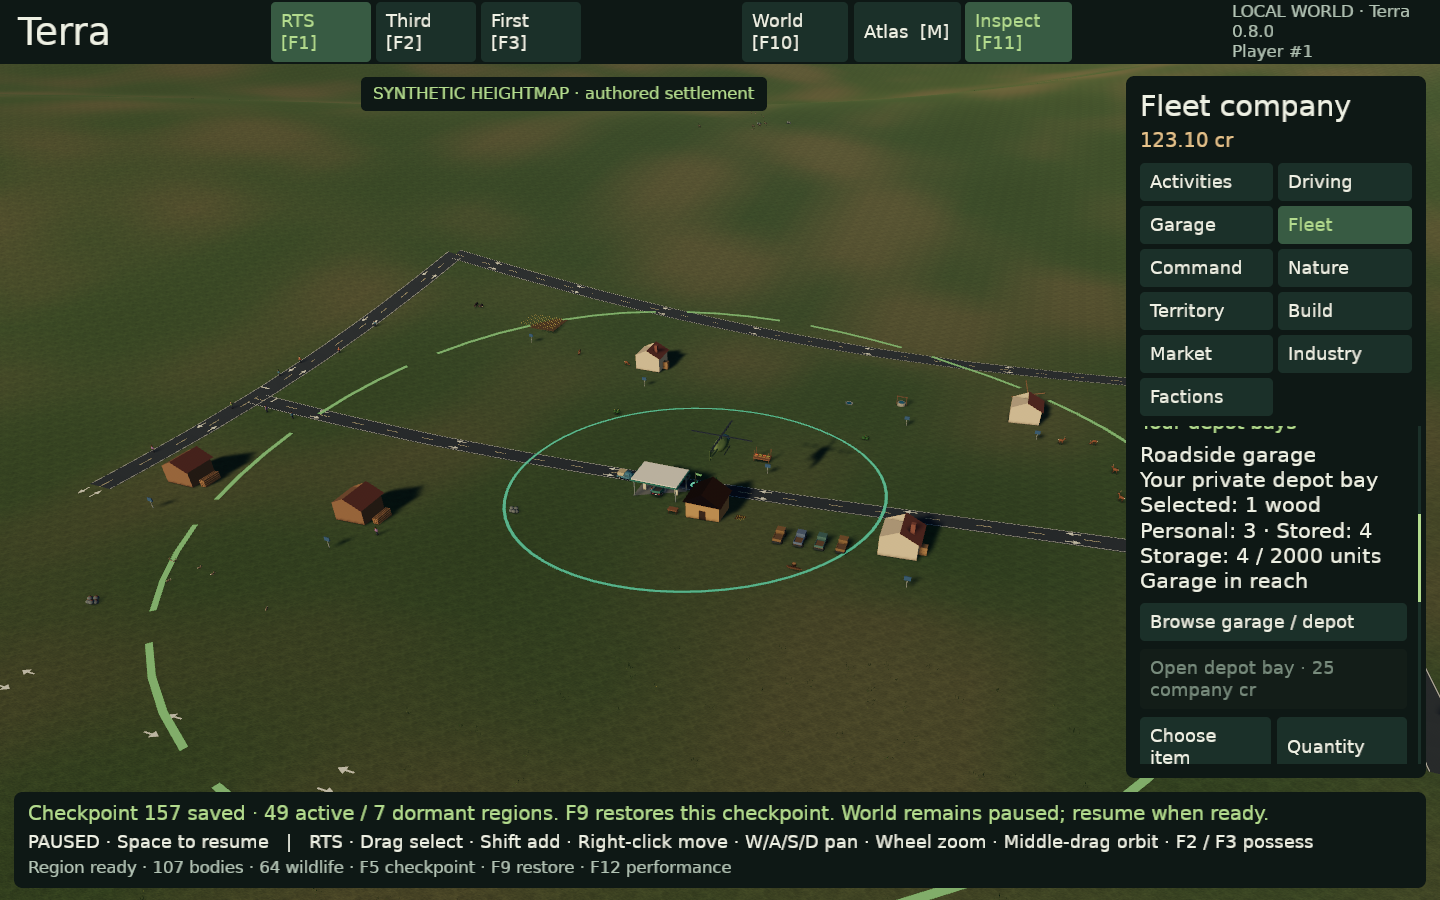 Terra
RTS
[F1]
Third
[F2]
First
[F3]
World
[F10]
Atlas [M]
Inspect
[F11]
LOCAL WORLD · Terra
0.8.0
Player #1
SYNTHETIC HEIGHTMAP · authored settlement
Fleet company
123.10 cr
Activities
Driving
Garage
Fleet
Command
Nature
Territory
Build
Market
Industry
Factions
Your depot bays
Roadside garage
Your private depot bay
Selected: 1 wood
Personal: 3 · Stored: 4
Storage: 4 / 2000 units
Garage in reach
Browse garage / depot
Open depot bay · 25
company cr
Choose
item
Quantity
Checkpoint 157 saved · 49 active / 7 dormant regions. F9 restores this checkpoint. World remains paused; resume when ready.
PAUSED · Space to resume | RTS · Drag select · Shift add · Right-click move · W/A/S/D pan · Wheel zoom · Middle-drag orbit · F2 / F3 possess
Region ready · 107 bodies · 64 wildlife · F5 checkpoint · F9 restore · F12 performance